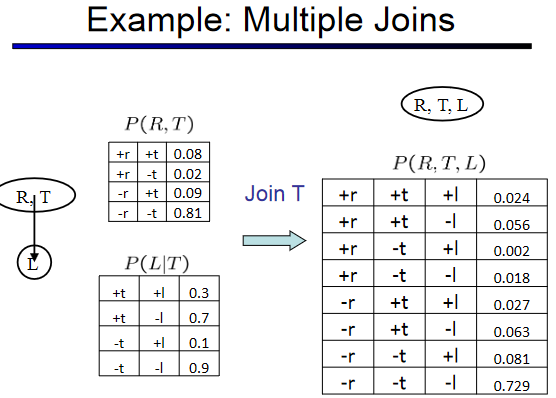 Example: Multiple Joins
R, T
L
P(R, T)
+r +t 0.08
+r -t 0.02
-r +t 0.09
-r -t 0.81
P(L|T)
+t +l 0.3
+t -l 0.7
-t +l 0.1
-t -l 0.9
Join T
R, T, L
P(R, T, L)
+r +t +l 0.024
+r +t -l 0.056
+r -t +l 0.002
+r -t -l 0.018
-r +t +l 0.027
-r +t -l 0.063
-r -t +l 0.081
-r -t -l 0.729